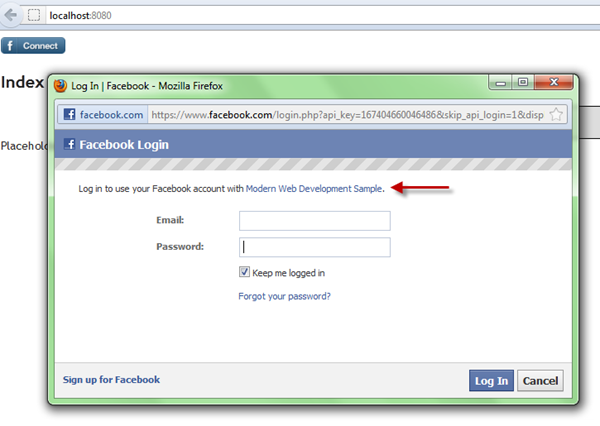 localhost:8080
f Connect
Index
Log In | Facebook - Mozilla Firefox
facebook.com https://www.facebook.com/login.php?api_key=167404660046486&skip_api_login=1&disp
Facebook Login
Placehol
Log in to use your Facebook account with Modern Web Development Sample.
Email:
Password:
Keep me logged in
Forgot your password?
Sign up for Facebook
Log In Cancel